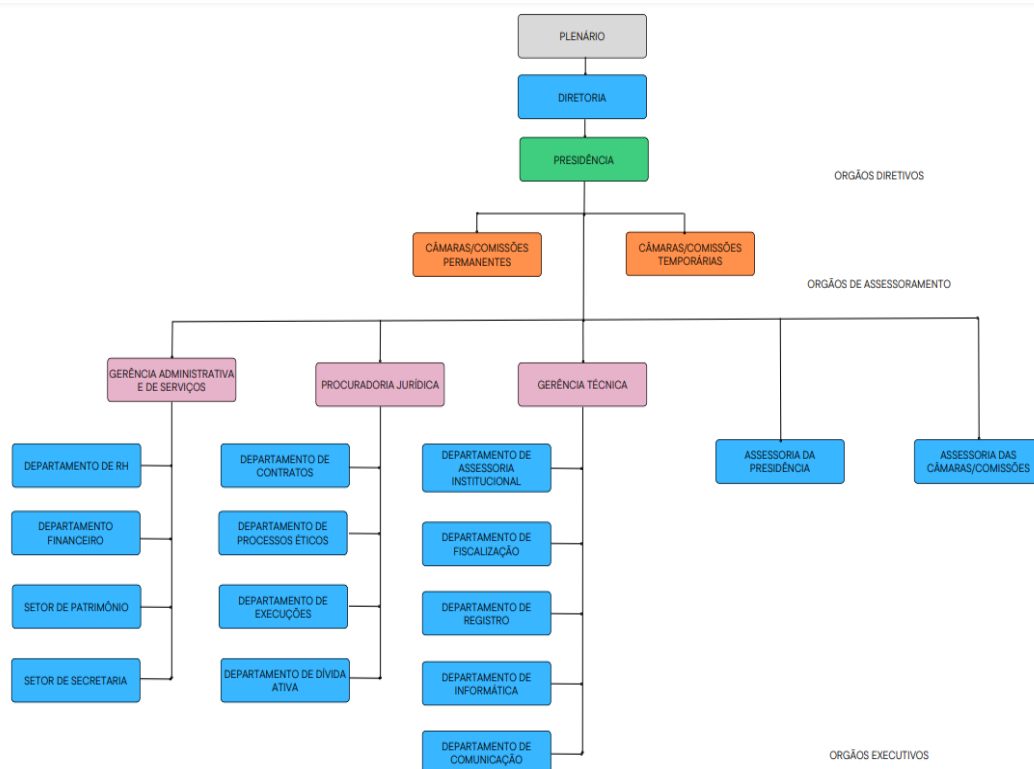 PLENÁRIO
DIRETORIA
PRESIDÊNCIA
ORGÃOS DIRETIVOS
CÂMARAS/COMISSÕES
PERMANENTES
CÂMARAS/COMISSÕES
TEMPORÁRIAS
ORGÃOS DE ASSESSORAMENTO
GERÊNCIA ADMINISTRATIVA
E DE SERVIÇOS
PROCURADORIA JURÍDICA
GERÊNCIA TÉCNICA
DEPARTAMENTO DE RH
DEPARTAMENTO
FINANCEIRO
SETOR DE PATRIMÔNIO
SETOR DE SECRETARIA
DEPARTAMENTO DE
CONTRATOS
DEPARTAMENTO DE
PROCESSOS ÉTICOS
DEPARTAMENTO DE
EXECUÇÕES
DEPARTAMENTO DE DÍVIDA
ATIVA
DEPARTAMENTO DE
ASSESSORIA
INSTITUCIONAL
DEPARTAMENTO DE
FISCALIZAÇÃO
DEPARTAMENTO DE
REGISTRO
DEPARTAMENTO DE
INFORMÁTICA
DEPARTAMENTO DE
COMUNICAÇÃO
ASSESSORIA DA
PRESIDÊNCIA
ASSESSORIA DAS
CÂMARAS/COMISSÕES
ORGÃOS EXECUTIVOS